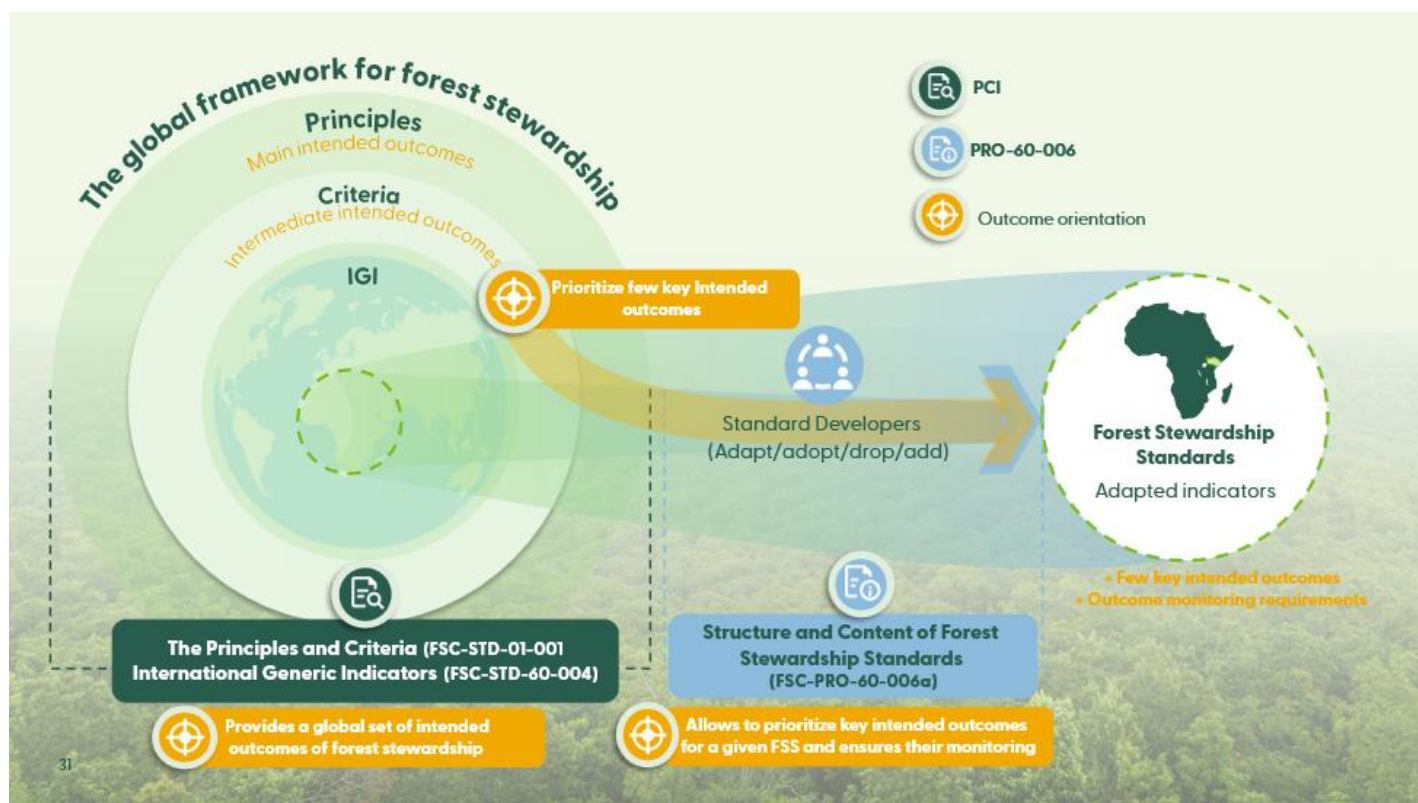 The global framework for forest stewardship
Principles
Main intended outcomes
Criteria
Intermediate intended outcomes
IGI
PCI
PRO-60-006
Outcome orientation
Prioritize few key Intended
outcomes
Standard Developers
(Adapt/adopt/drop/add)
Forest Stewardship
Standards
Adapted indicators
+ Few key intended outcomes
+ Outcome monitoring requirements
The Principles and Criteria (FSC-STD-01-001
International Generic Indicators (FSC-STD-60-004)
Structure and Content of Forest
Stewardship Standards
(FSC-PRO-60-006a)
Provides a global set of intended
outcomes of forest stewardship
Allows to prioritize key intended outcomes
for a given FSS and ensures their monitoring
31